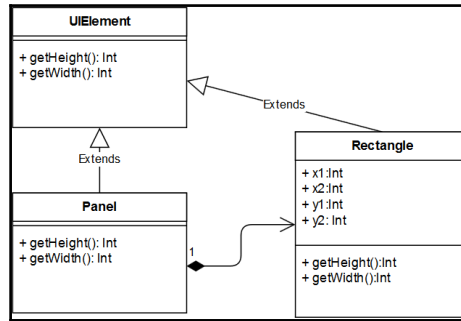 UIElement
+ getHeight(): Int
+ getWidth(): Int
Extends
Extends
Rectangle
+ x1:Int
+ x2:Int
+ y1:Int
+ y2: Int
+ getHeight():Int
+ getWidth():Int
Panel
+ getHeight(): Int
+ getWidth(): Int
1